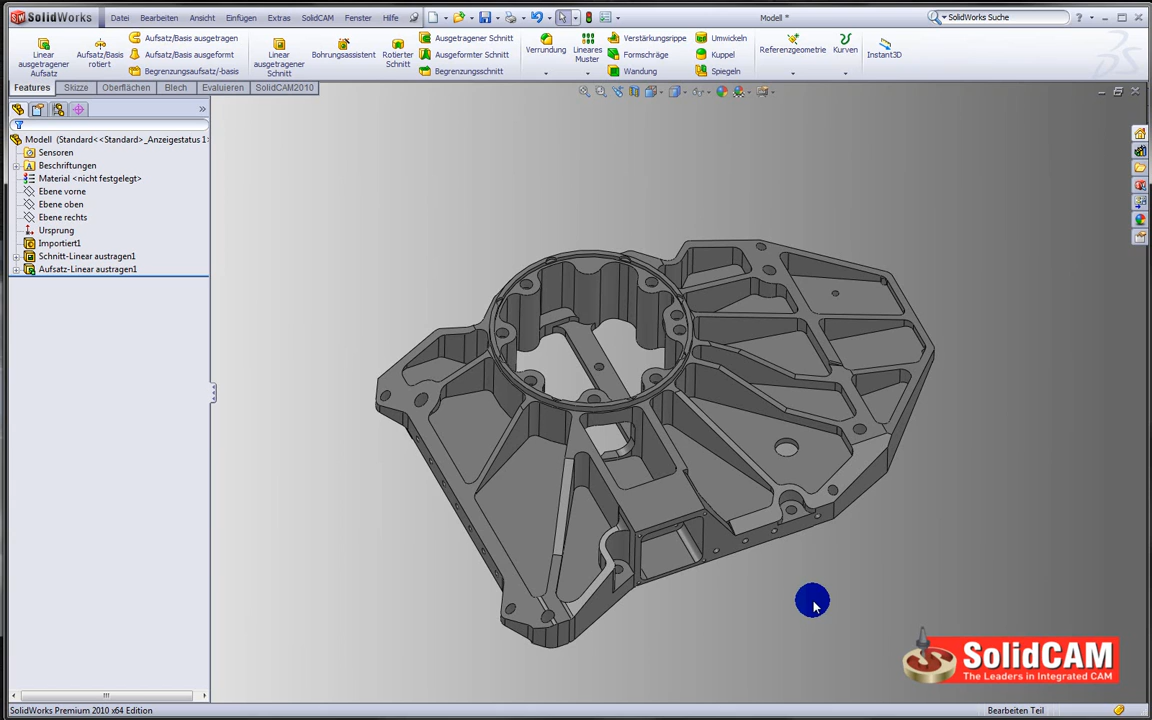 SolidWorks Datei Bearbeiten Ansicht Einfügen Extras SolidCAM Fenster Hilfe Modell * SolidWorks Suche
Linear ausgetragener Aufsatz
Aufsatz/Basis rotiert
Aufsatz/Basis ausgetragen
Aufsatz/Basis ausgeformt
Begrenzungsaufsatz/-basis
Linear ausgetragener Schnitt
Bohrungsassistent
Rotierter Schnitt
Ausgetragener Schnitt
Ausgeformter Schnitt
Begrenzungsschnitt
Verrundung
Lineares Muster
Verstärkungsrippe
Formschräge
Wandung
Umwickeln
Kuppel
Spiegeln
Referenzgeometrie
Kurven
Instant3D
Features Skizze Oberflächen Blech Evaluieren SolidCAM2010
Modell (Standard<<Standard>_Anzeigestatus 1>
Sensoren
Beschriftungen
Material <nicht festgelegt>
Ebene vorne
Ebene oben
Ebene rechts
Ursprung
Importiert1
Schnitt-Linear austragen1
Aufsatz-Linear austragen1
SolidCAM
The Leaders in Integrated CAM
SolidWorks Premium 2010 x64 Edition Bearbeiten Teil